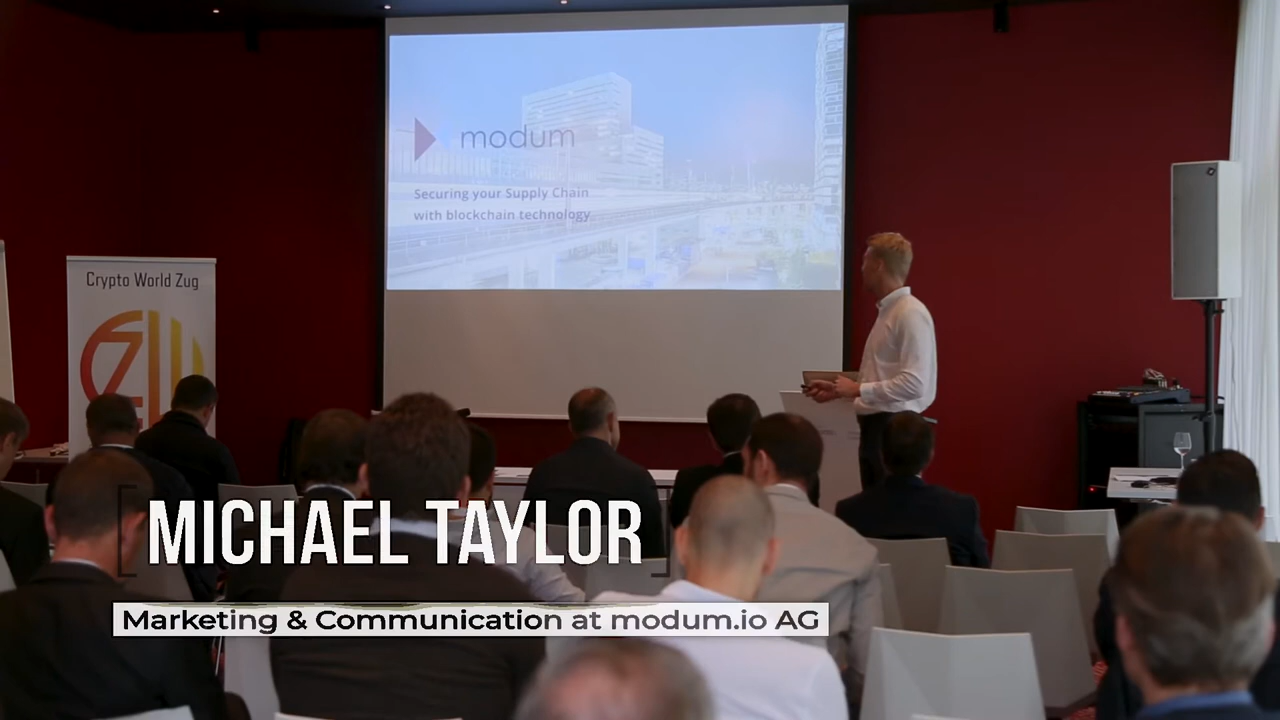 modum
Securing your Supply Chain
with blockchain technology
Crypto World Zug
MICHAEL TAYLOR
Marketing & Communication at modum.io AG